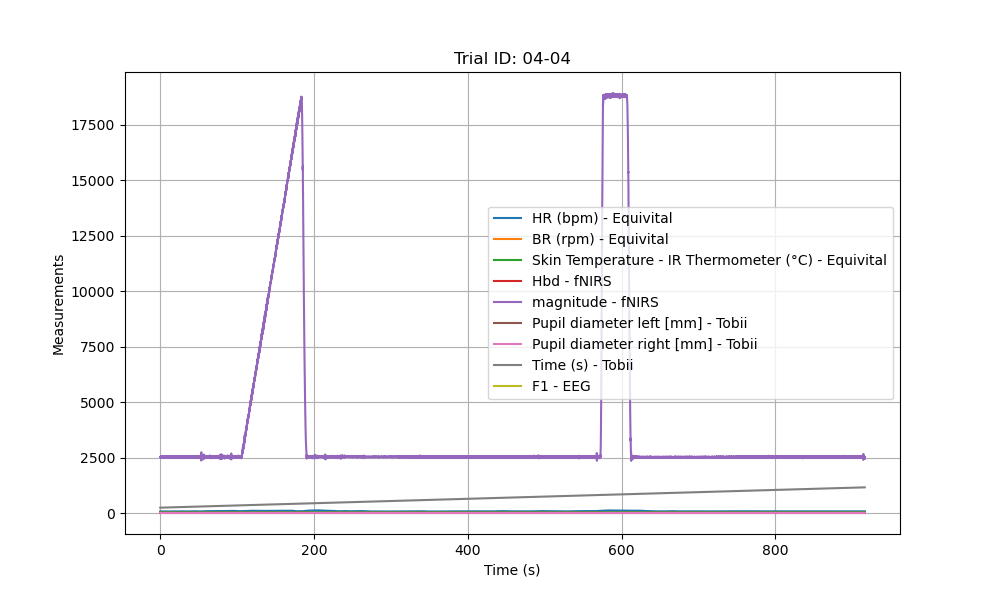 Trial ID: 04-04
Measurements
17500
15000
12500
10000
7500
5000
2500
0
HR (bpm) - Equivital
BR (rpm) - Equivital
Skin Temperature - IR Thermometer (°C) - Equivital
Hbd - fNIRS
magnitude - fNIRS
Pupil diameter left [mm] - Tobii
Pupil diameter right [mm] - Tobii
Time (s) - Tobii
F1 - EEG
0 200 400 600 800
Time (s)